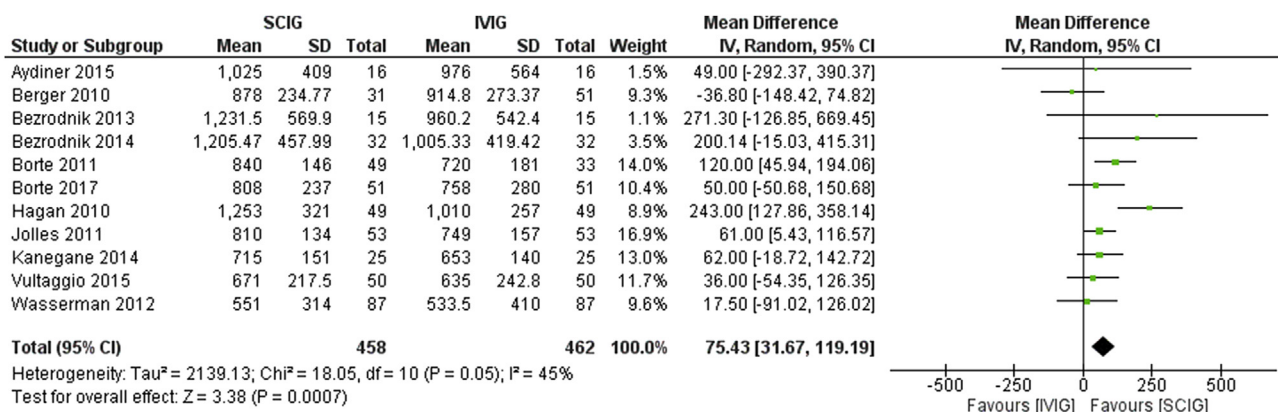 SCIG IVIG Mean Difference Mean Difference
Study or Subgroup Mean SD Total Mean SD Total Weight IV, Random, 95% CI IV, Random, 95% CI
Aydiner 2015 1,025 409 16 976 564 16 1.5% 49.00 [-292.37, 390.37]
Berger 2010 878 234.77 31 914.8 273.37 51 9.3% -36.80 [-148.42, 74.82]
Bezrodnik 2013 1,231.5 569.9 15 960.2 542.4 15 1.1% 271.30 [-126.85, 669.45]
Bezrodnik 2014 1,205.47 457.99 32 1,005.33 419.42 32 3.5% 200.14 [-15.03, 415.31]
Borte 2011 840 146 49 720 181 33 14.0% 120.00 [45.94, 194.06]
Borte 2017 808 237 51 758 280 51 10.4% 50.00 [-50.68, 150.68]
Hagan 2010 1,253 321 49 1,010 257 49 8.9% 243.00 [127.86, 358.14]
Jolles 2011 810 134 53 749 157 53 16.9% 61.00 [5.43, 116.57]
Kanegane 2014 715 151 25 653 140 25 13.0% 62.00 [-18.72, 142.72]
Vultaggio 2015 671 217.5 50 635 242.8 50 11.7% 36.00 [-54.35, 126.35]
Wasserman 2012 551 314 87 533.5 410 87 9.6% 17.50 [-91.02, 126.02]
Total (95% CI) 458 462 100.0% 75.43 [31.67, 119.19]
Heterogeneity: Tau² = 2139.13; Chi² = 18.05, df = 10 (P = 0.05); I² = 45%
Test for overall effect: Z = 3.38 (P = 0.0007)
-500 -250 0 250 500
Favours [IVIG] Favours [SCIG]